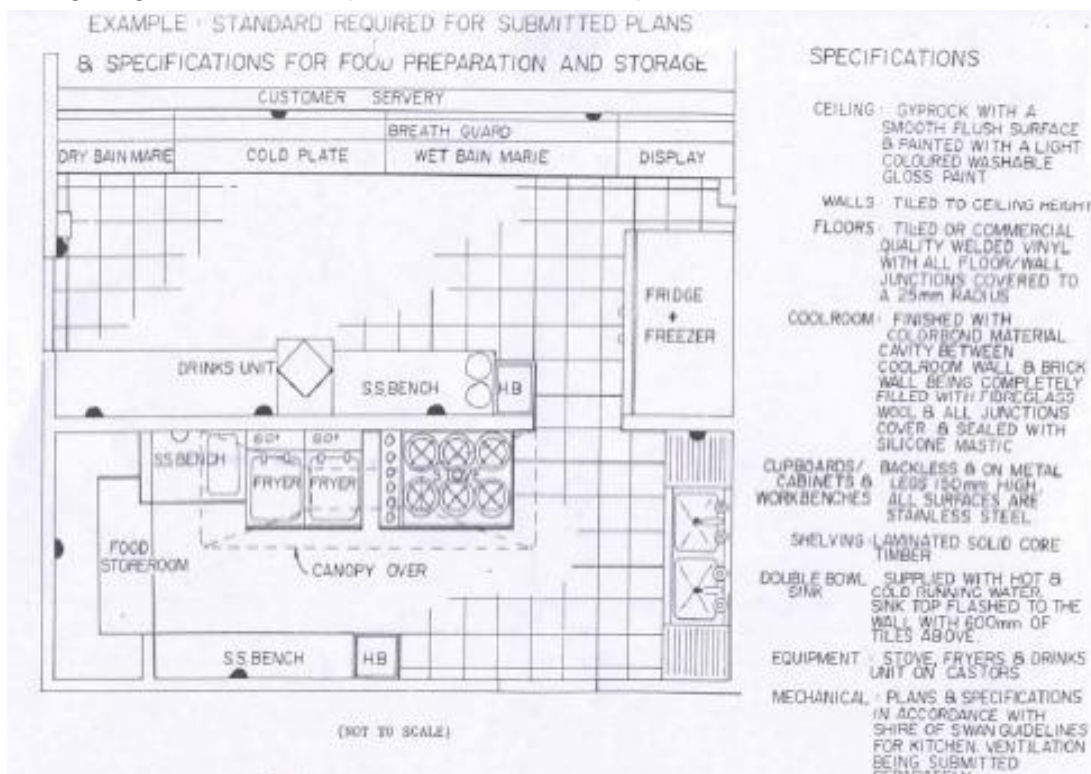 EXAMPLE : STANDARD REQUIRED FOR SUBMITTED PLANS
& SPECIFICATIONS FOR FOOD PREPARATION AND STORAGE
CUSTOMER SERVERY
BREATH GUARD
DRY BAIN MARIE COLD PLATE WET BAIN MARIE DISPLAY
FRIDGE
+
FREEZER
DRINKS UNIT
S.S.BENCH
H.B
S.S.BENCH
FRYER FRYER
FOOD
STOREROOM
CANOPY OVER
S.S.BENCH H.B
(NOT TO SCALE)
SPECIFICATIONS
CEILING : GYPROCK WITH A
SMOOTH FLUSH SURFACE
& PAINTED WITH A LIGHT
COLOURED WASHABLE
GLOSS PAINT
WALLS : TILED TO CEILING HEIGHT
FLOORS : TILED OR COMMERCIAL
QUALITY WELDED VINYL
WITH ALL FLOOR/WALL
JUNCTIONS COVERED TO
A 25mm RADIUS
COOLROOM : FINISHED WITH
COLORBOND MATERIAL
CAVITY BETWEEN
COOLROOM WALL & BRICK
WALL BEING COMPLETELY
FILLED WITH FIBREGLASS
WOOL & ALL JUNCTIONS
COVER & SEALED WITH
SILICONE MASTIC
CUPBOARDS/ BACKLESS & ON METAL
CABINETS & LEGS 150mm HIGH
WORKBENCHES ALL SURFACES ARE
STAINLESS STEEL
SHELVING : LAMINATED SOLID CORE
TIMBER
DOUBLE BOWL SUPPLIED WITH HOT &
SINK COLD RUNNING WATER.
SINK TOP FLASHED TO THE
WALL WITH 600mm OF
TILES ABOVE
EQUIPMENT : STOVE, FRYERS & DRINKS
UNIT ON CASTORS
MECHANICAL : PLANS & SPECIFICATIONS
IN ACCORDANCE WITH
SHIRE OF SWAN GUIDELINES
FOR KITCHEN VENTILATION
BEING SUBMITTED